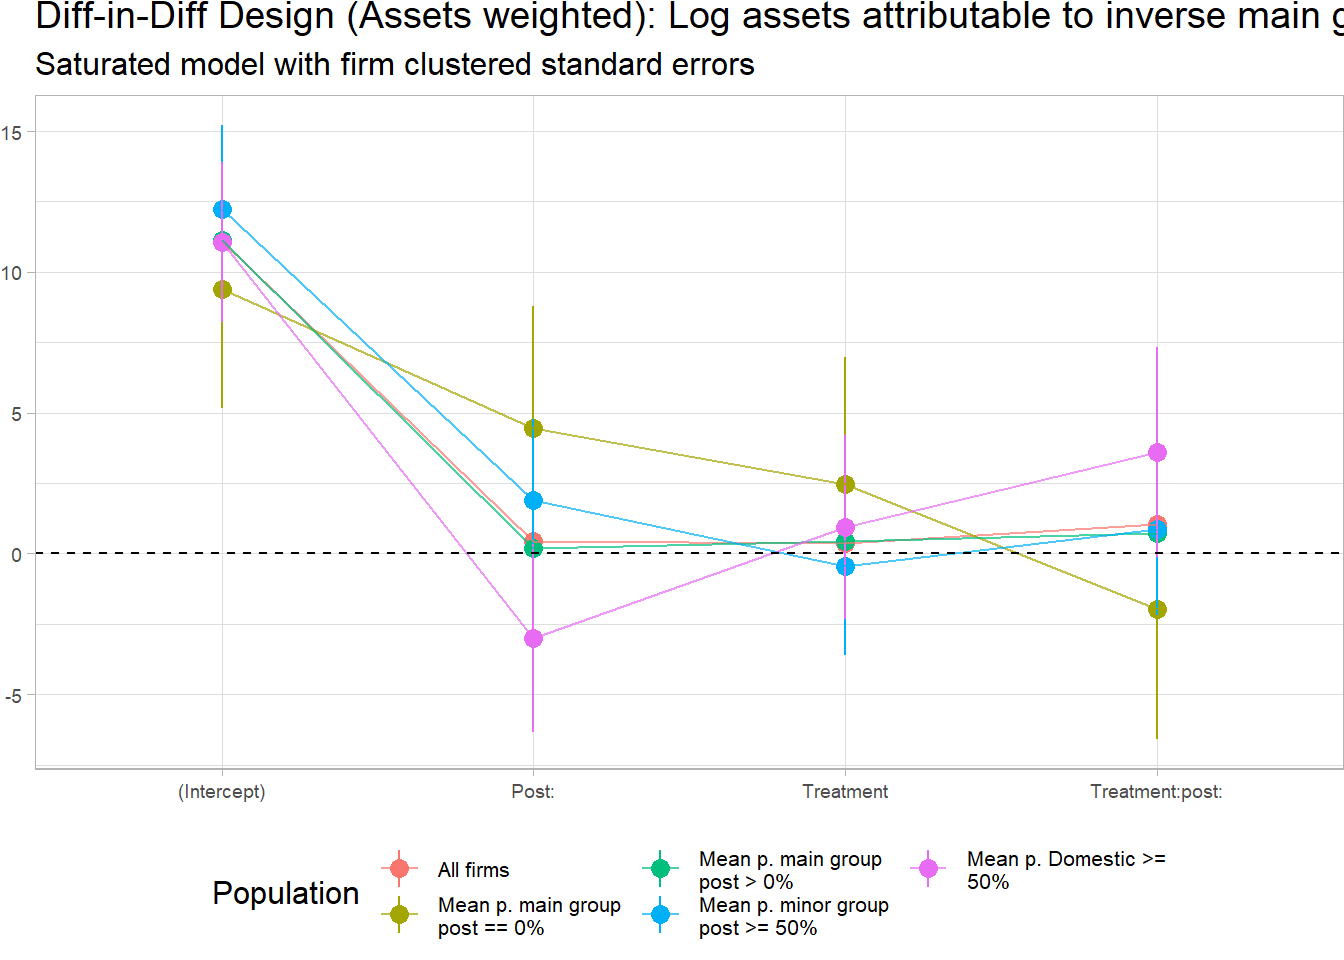 Diff-in-Diff Design (Assets weighted): Log assets attributable to inverse main
Saturated model with firm clustered standard errors
15
10
5
0
-5
(Intercept)
Post:
Treatment
Treatment:post:
Population
All firms
Mean p. main group
post == 0%
Mean p. main group
post > 0%
Mean p. minor group
post >= 50%
Mean p. Domestic >=
50%